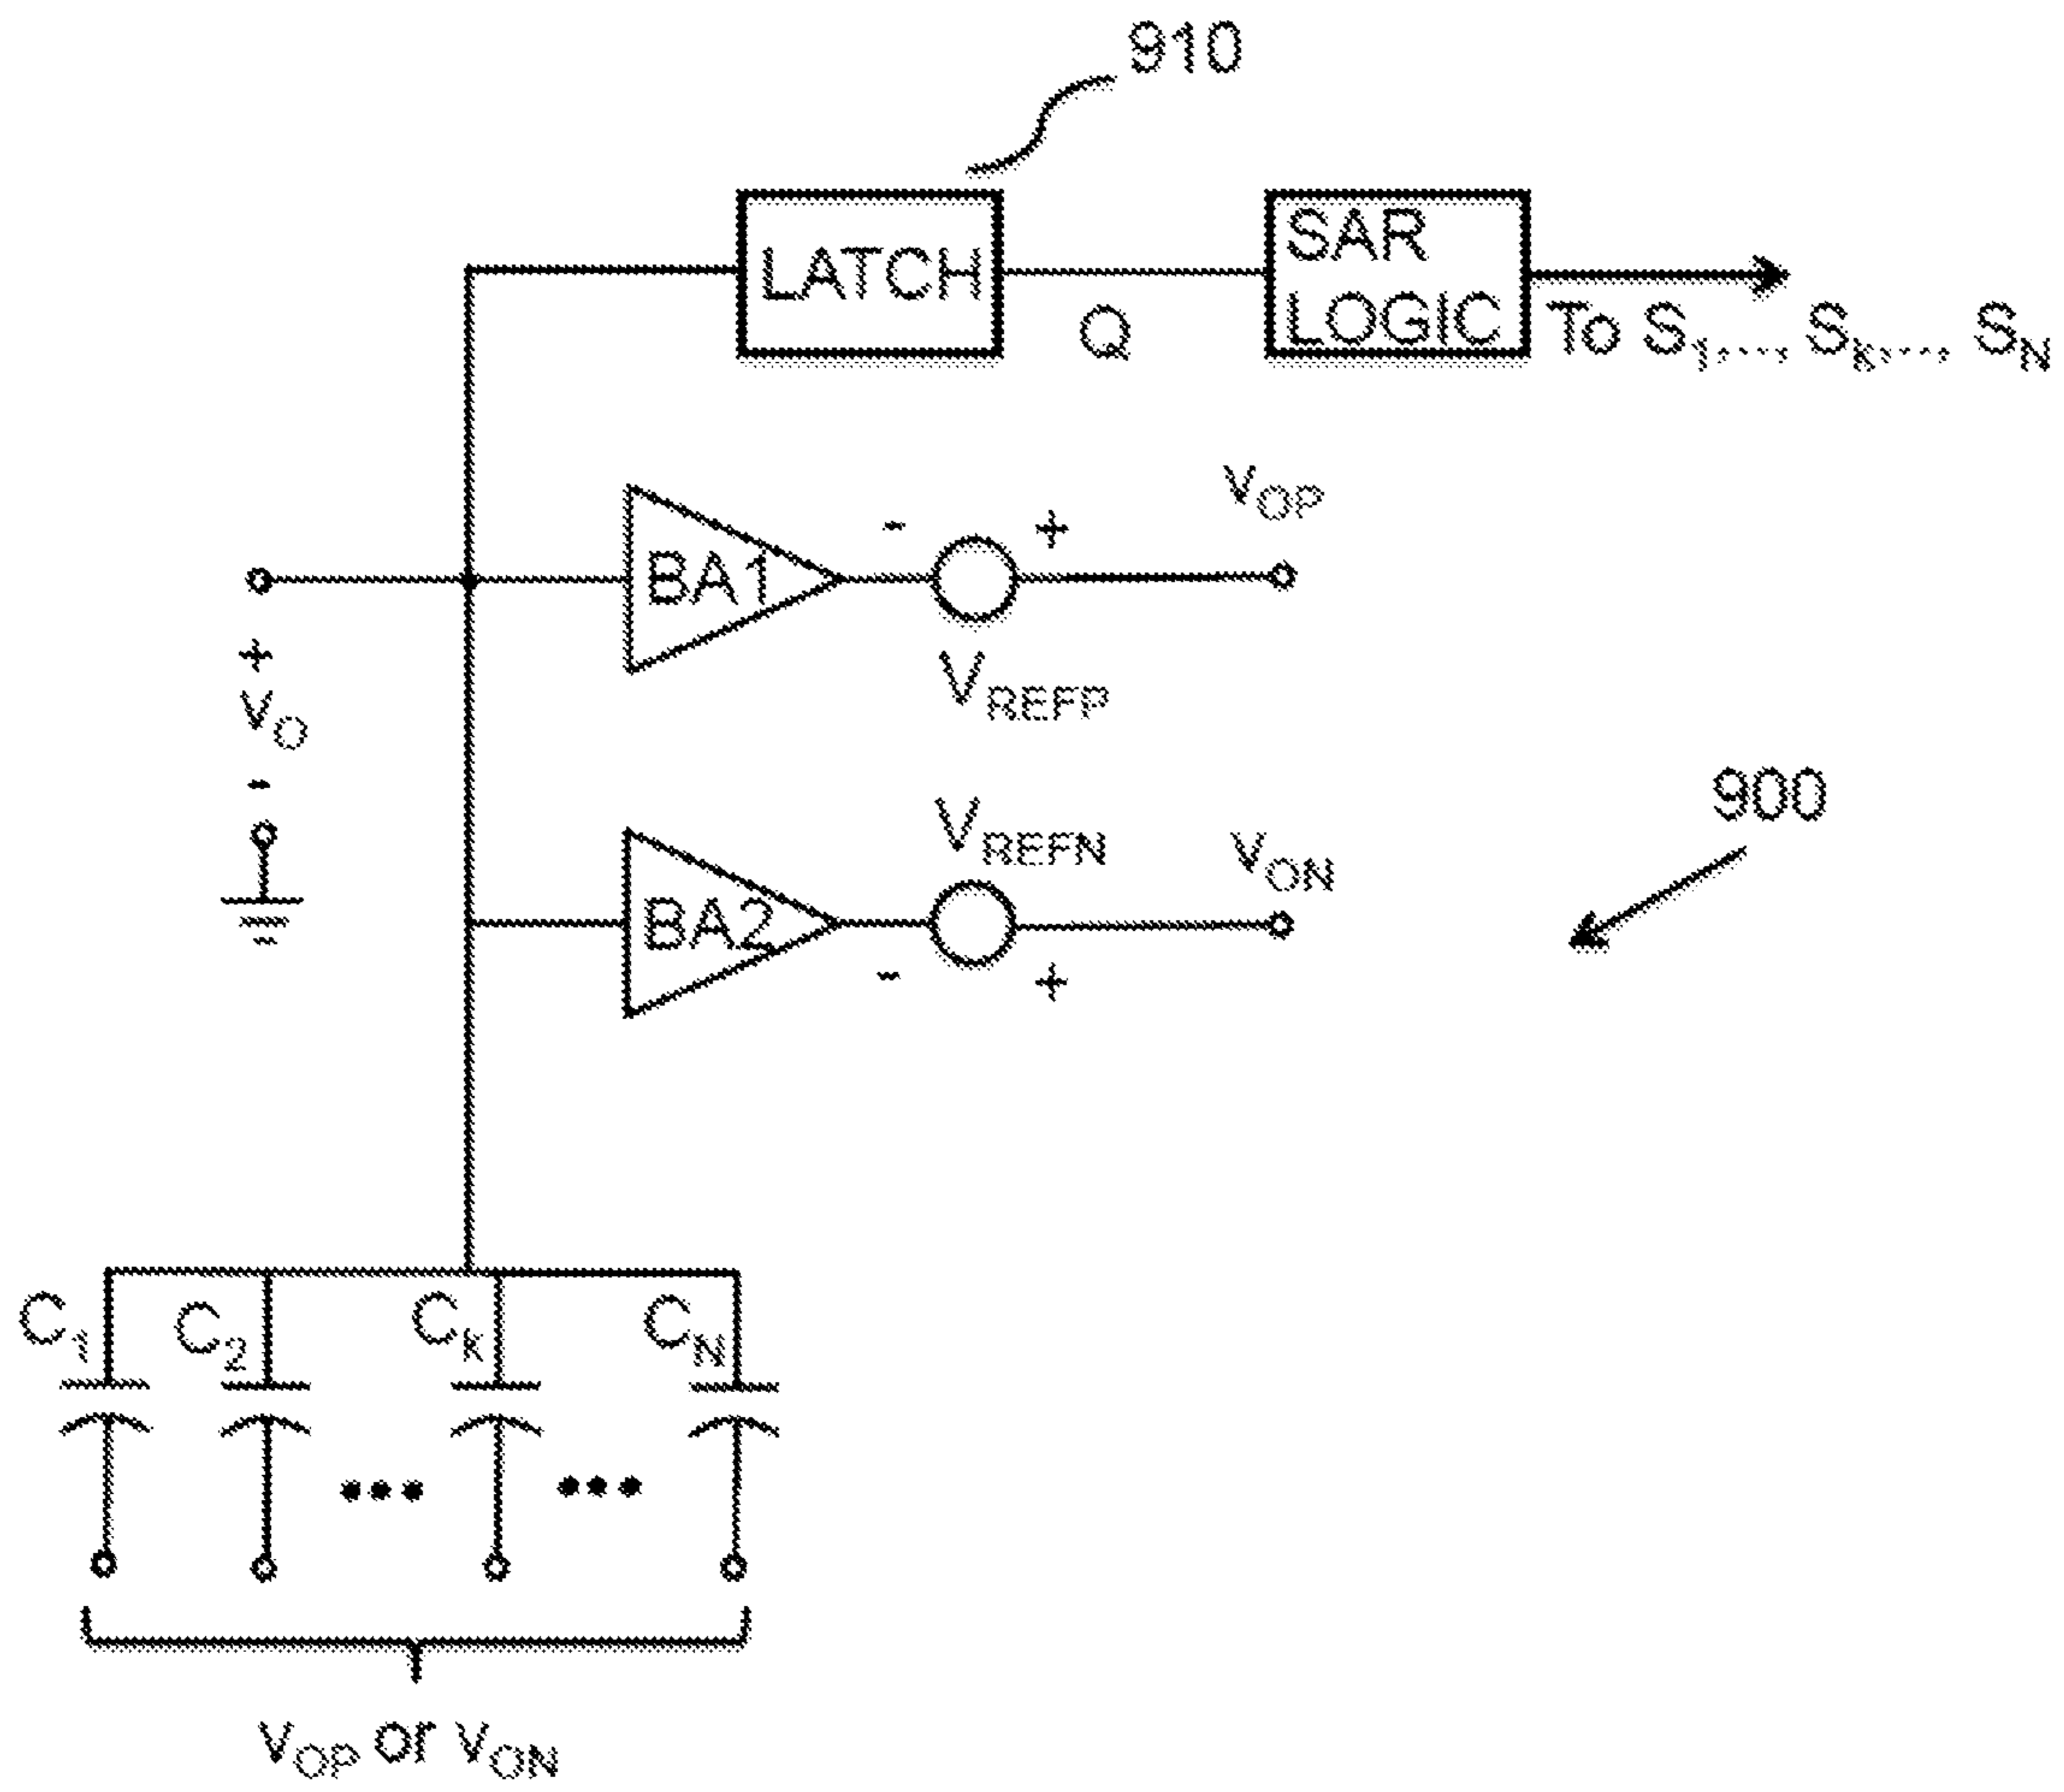 910
LATCH
SAR
LOGIC
Q
To S1,... Sk,... SN
vOP
BA1
- +
+
vO
-
VREFP
900
VREFN
vON
BA2
- +
C1 C2 Ck CN
••• •••
vOP or vON